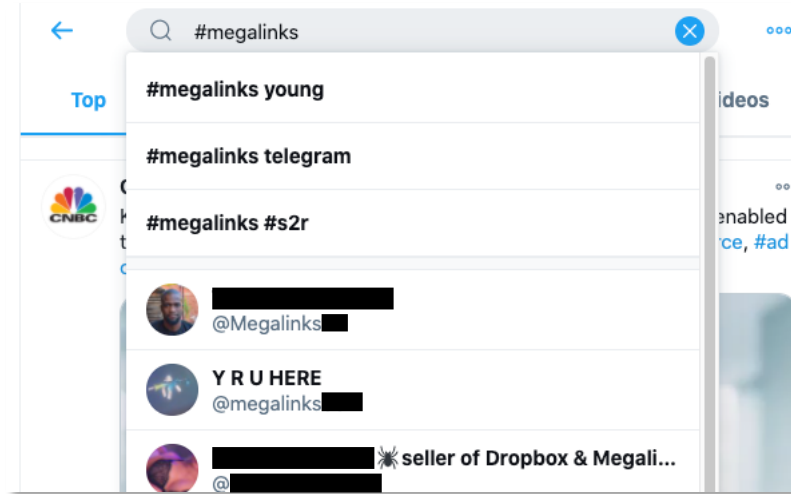 #megalinks
Top
ideos
#megalinks young
#megalinks telegram
#megalinks #s2r
CNBC
enabled
rce, #ad
@Megalinks
Y R U HERE
@megalinks
🕷seller of Dropbox & Megali...
@